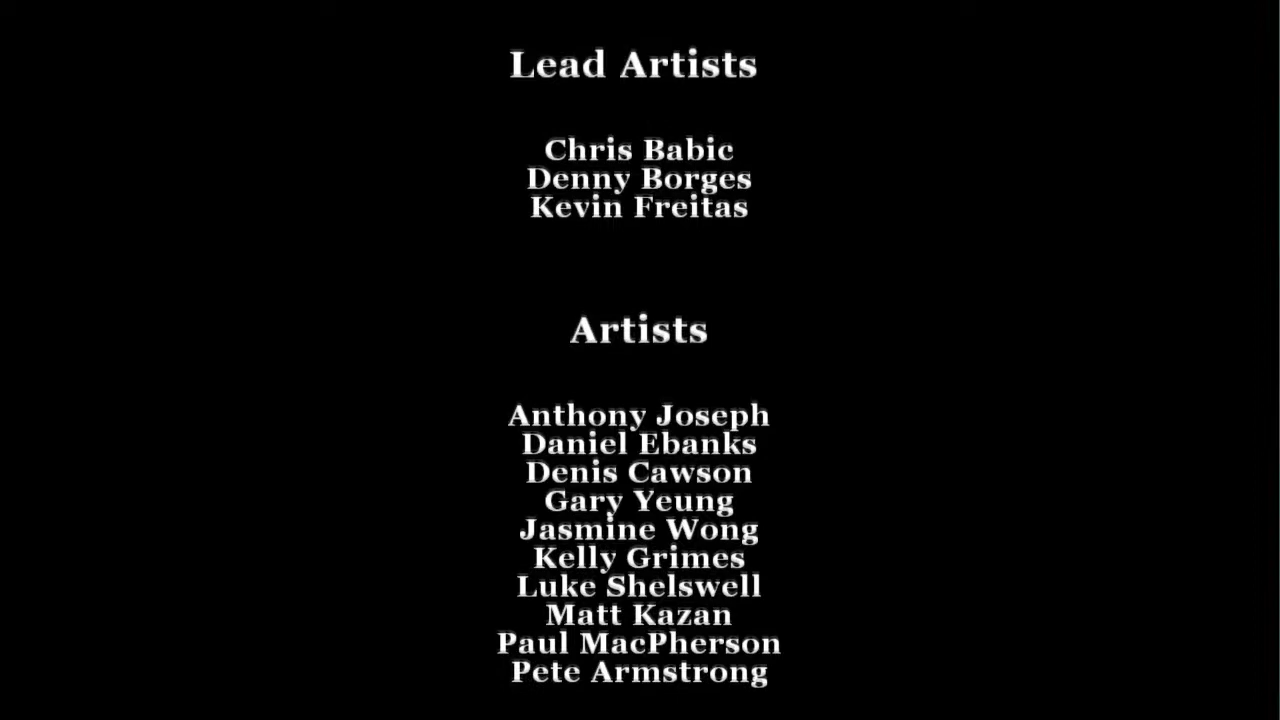 Lead Artists
Chris Babic
Denny Borges
Kevin Freitas
Artists
Anthony Joseph
Daniel Ebanks
Denis Cawson
Gary Yeung
Jasmine Wong
Kelly Grimes
Luke Shelswell
Matt Kazan
Paul MacPherson
Pete Armstrong